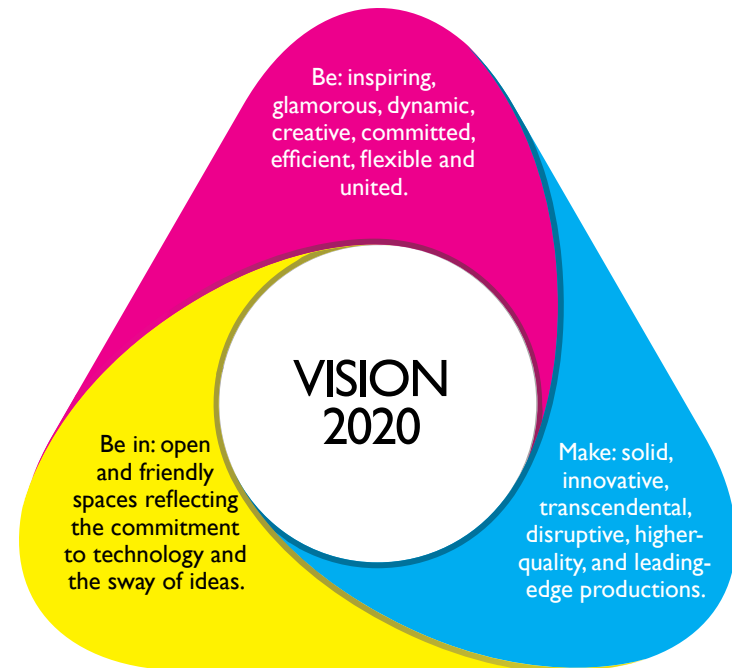 Be: inspiring,
glamorous, dynamic,
creative, committed,
efficient, flexible and
united.
VISION
2020
Be in: open
and friendly
spaces reflecting
the commitment
to technology and
the sway of ideas.
Make: solid,
innovative,
transcendental,
disruptive, higher-
quality, and leading-
edge productions.